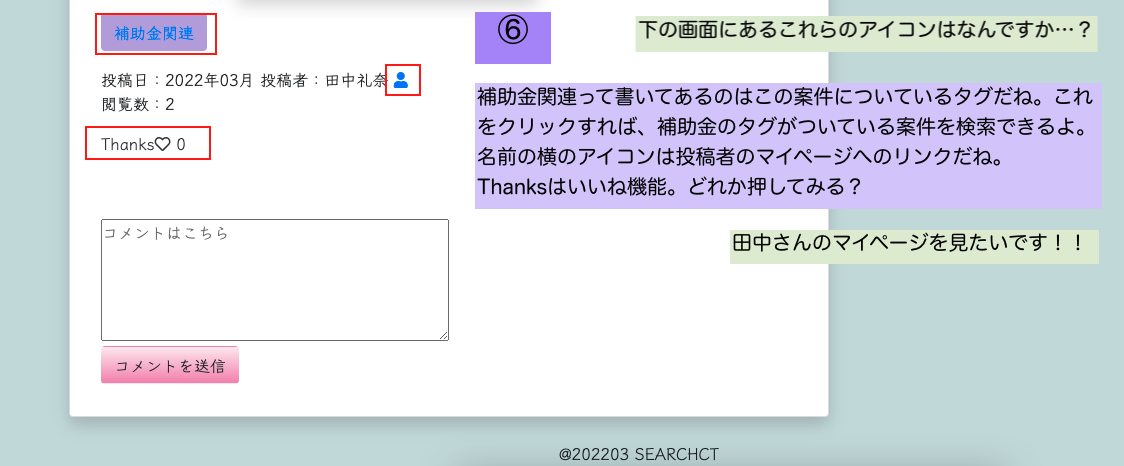 補助金関連
投稿日：2022年03月 投稿者：田中礼奈
閲覧数：2
Thanks♡ 0
コメントはこちら
コメントを送信
⑥
下の画面にあるこれらのアイコンはなんですか…？
補助金関連って書いてあるのはこの案件についているタグだね。これ
をクリックすれば、補助金のタグがついている案件を検索できるよ。
名前の横のアイコンは投稿者のマイページへのリンクだね。
Thanksはいいね機能。どれか押してみる？
田中さんのマイページを見たいです！！
@202203 SEARCHCT